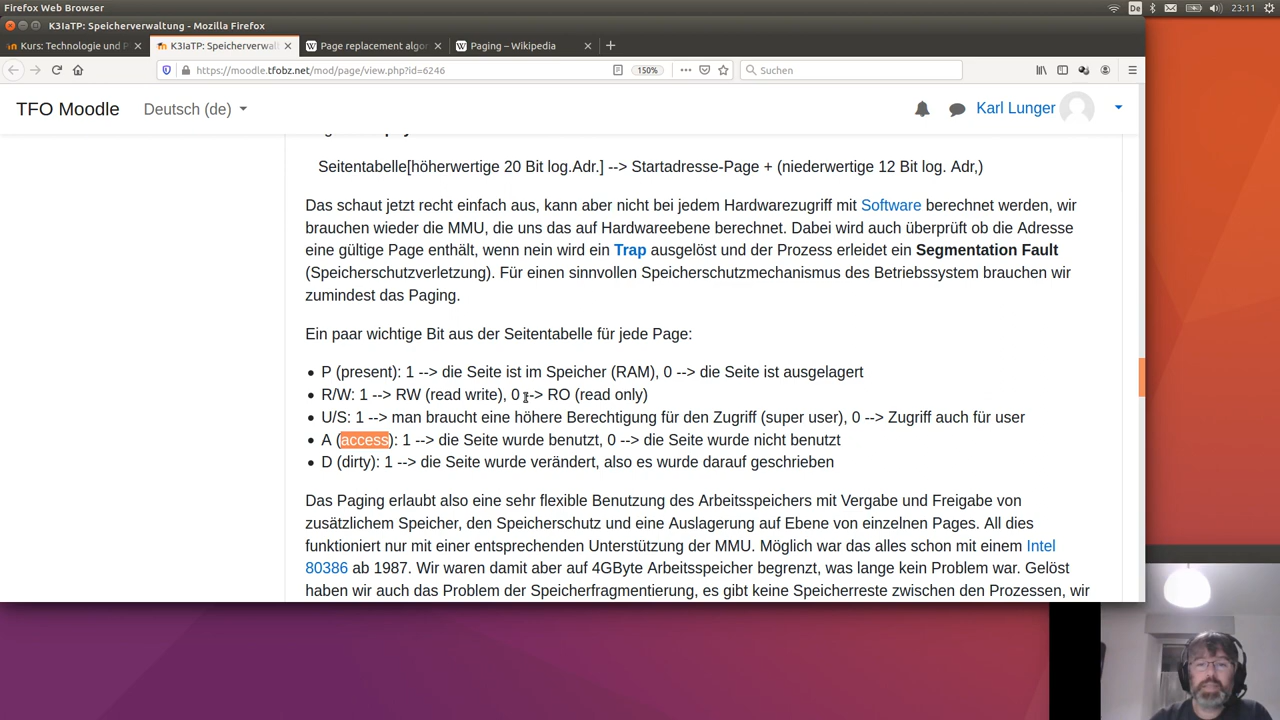 Firefox Web Browser
De
23:11
K3IaTP: Speicherverwaltung - Mozilla Firefox
Kurs: Technologie und P
K3IaTP: Speicherverwal
Page replacement algor
Paging – Wikipedia
https://moodle.tfobz.net/mod/page/view.php?id=6246
150%
Suchen
TFO Moodle
Deutsch (de)
Karl Lunger
Seitentabelle[höherwertige 20 Bit log.Adr.] --> Startadresse-Page + (niederwertige 12 Bit log. Adr,)
Das schaut jetzt recht einfach aus, kann aber nicht bei jedem Hardwarezugriff mit Software berechnet werden, wir
brauchen wieder die MMU, die uns das auf Hardwareebene berechnet. Dabei wird auch überprüft ob die Adresse
eine gültige Page enthält, wenn nein wird ein Trap ausgelöst und der Prozess erleidet ein Segmentation Fault
(Speicherschutzverletzung). Für einen sinnvollen Speicherschutzmechanismus des Betriebssystem brauchen wir
zumindest das Paging.
Ein paar wichtige Bit aus der Seitentabelle für jede Page:
• P (present): 1 --> die Seite ist im Speicher (RAM), 0 --> die Seite ist ausgelagert
• R/W: 1 --> RW (read write), 0 --> RO (read only)
• U/S: 1 --> man braucht eine höhere Berechtigung für den Zugriff (super user), 0 --> Zugriff auch für user
• A (access): 1 --> die Seite wurde benutzt, 0 --> die Seite wurde nicht benutzt
• D (dirty): 1 --> die Seite wurde verändert, also es wurde darauf geschrieben
Das Paging erlaubt also eine sehr flexible Benutzung des Arbeitsspeichers mit Vergabe und Freigabe von
zusätzlichem Speicher, den Speicherschutz und eine Auslagerung auf Ebene von einzelnen Pages. All dies
funktioniert nur mit einer entsprechenden Unterstützung der MMU. Möglich war das alles schon mit einem Intel
80386 ab 1987. Wir waren damit aber auf 4GByte Arbeitsspeicher begrenzt, was lange kein Problem war. Gelöst
haben wir auch das Problem der Speicherfragmentierung, es gibt keine Speicherreste zwischen den Prozessen, wir